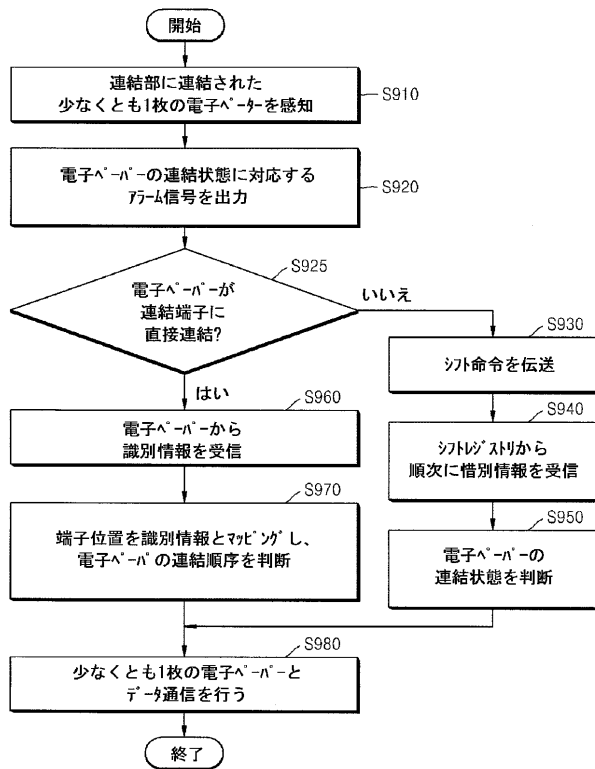 開始
連結部に連結された
少なくとも1枚の電子ペーターを感知
S910
電子ペーパーの連結状態に対応する
アラーム信号を出力
S920
S925
電子ペーパーが
連結端子に
直接連結?
いいえ
はい
S930
シフト命令を伝送
S940
シフトレジストリから
順次に惜別情報を受信
S950
電子ペーパーの
連結状態を判断
S960
電子ペーパーから
識別情報を受信
S970
端子位置を識別情報とマッピングし、
電子ペーパの連結順序を判断
S980
少なくとも1枚の電子ペーパーと
データ通信を行う
終了